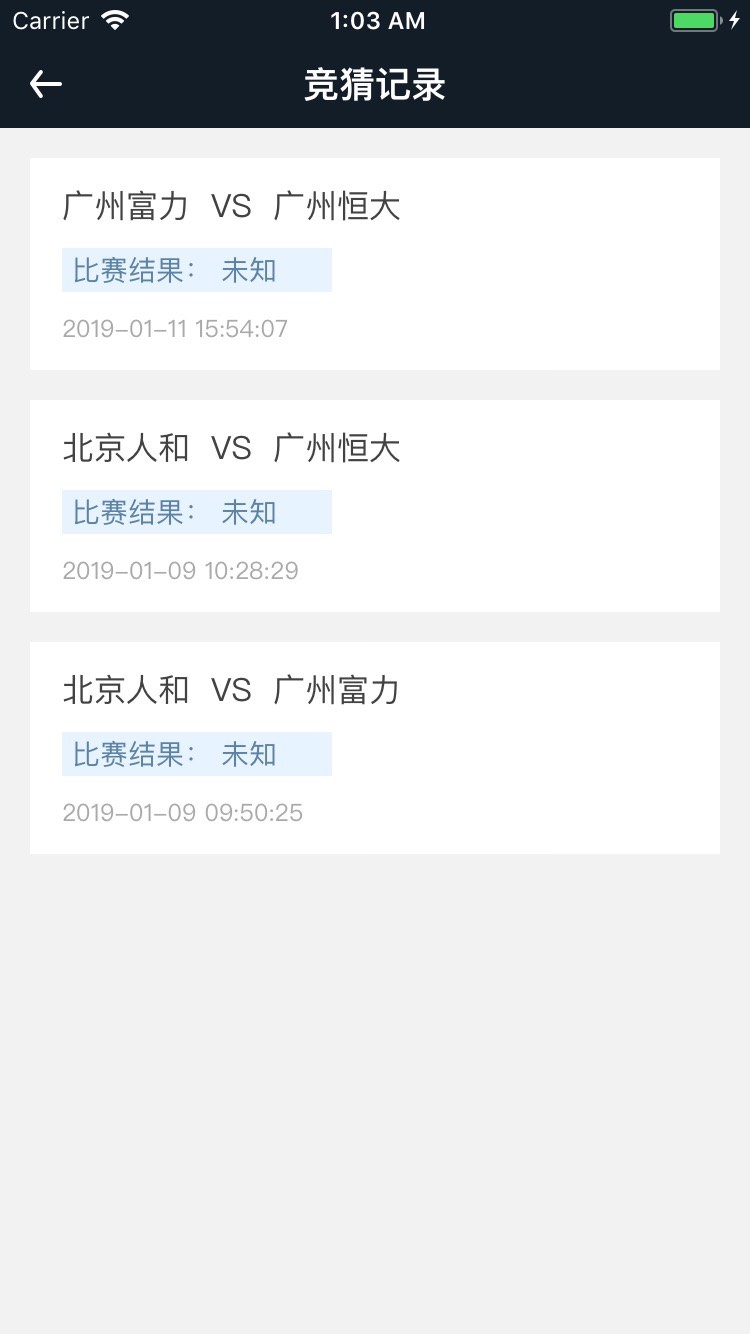 Carrier 1:03 AM
竞猜记录
广州富力 VS 广州恒大
比赛结果： 未知
2019-01-11 15:54:07
北京人和 VS 广州恒大
比赛结果： 未知
2019-01-09 10:28:29
北京人和 VS 广州富力
比赛结果： 未知
2019-01-09 09:50:25